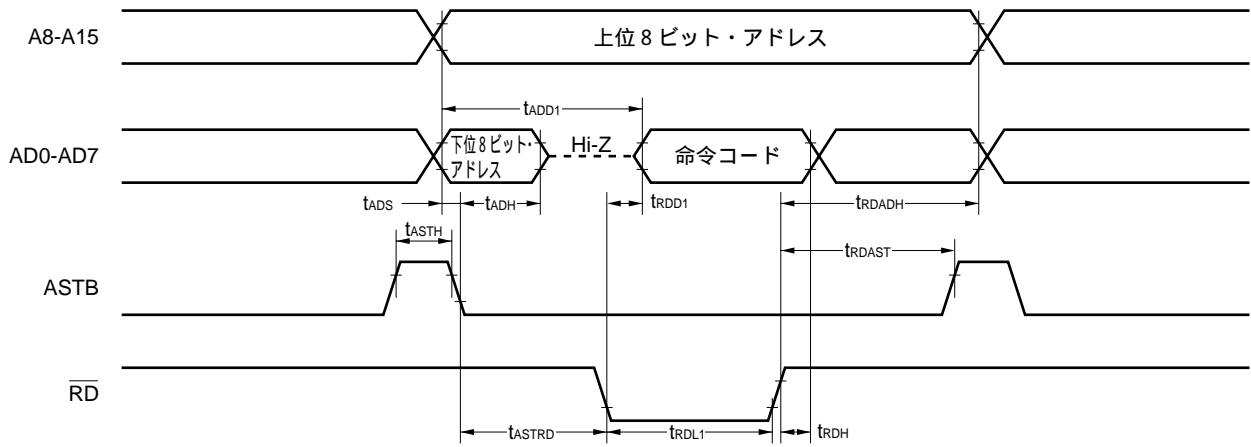 A8-A15
上位 8 ビット・アドレス
tADD1
AD0-AD7
下位 8 ビット・
アドレス
Hi-Z
命令コード
tADS
tADH
tRDD1
tRDADH
tASTH
tRDAST
ASTB
RD
tASTRD
tRDL1
tRDH